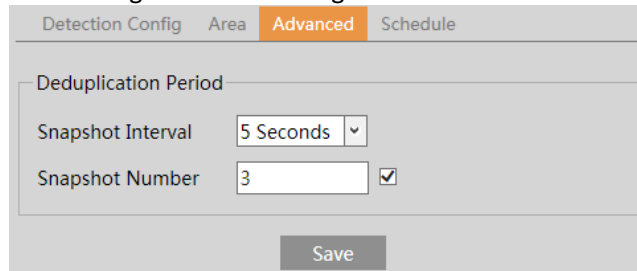 Detection Config Area Advanced Schedule
Deduplication Period
Snapshot Interval 5 Seconds
Snapshot Number 3
Save